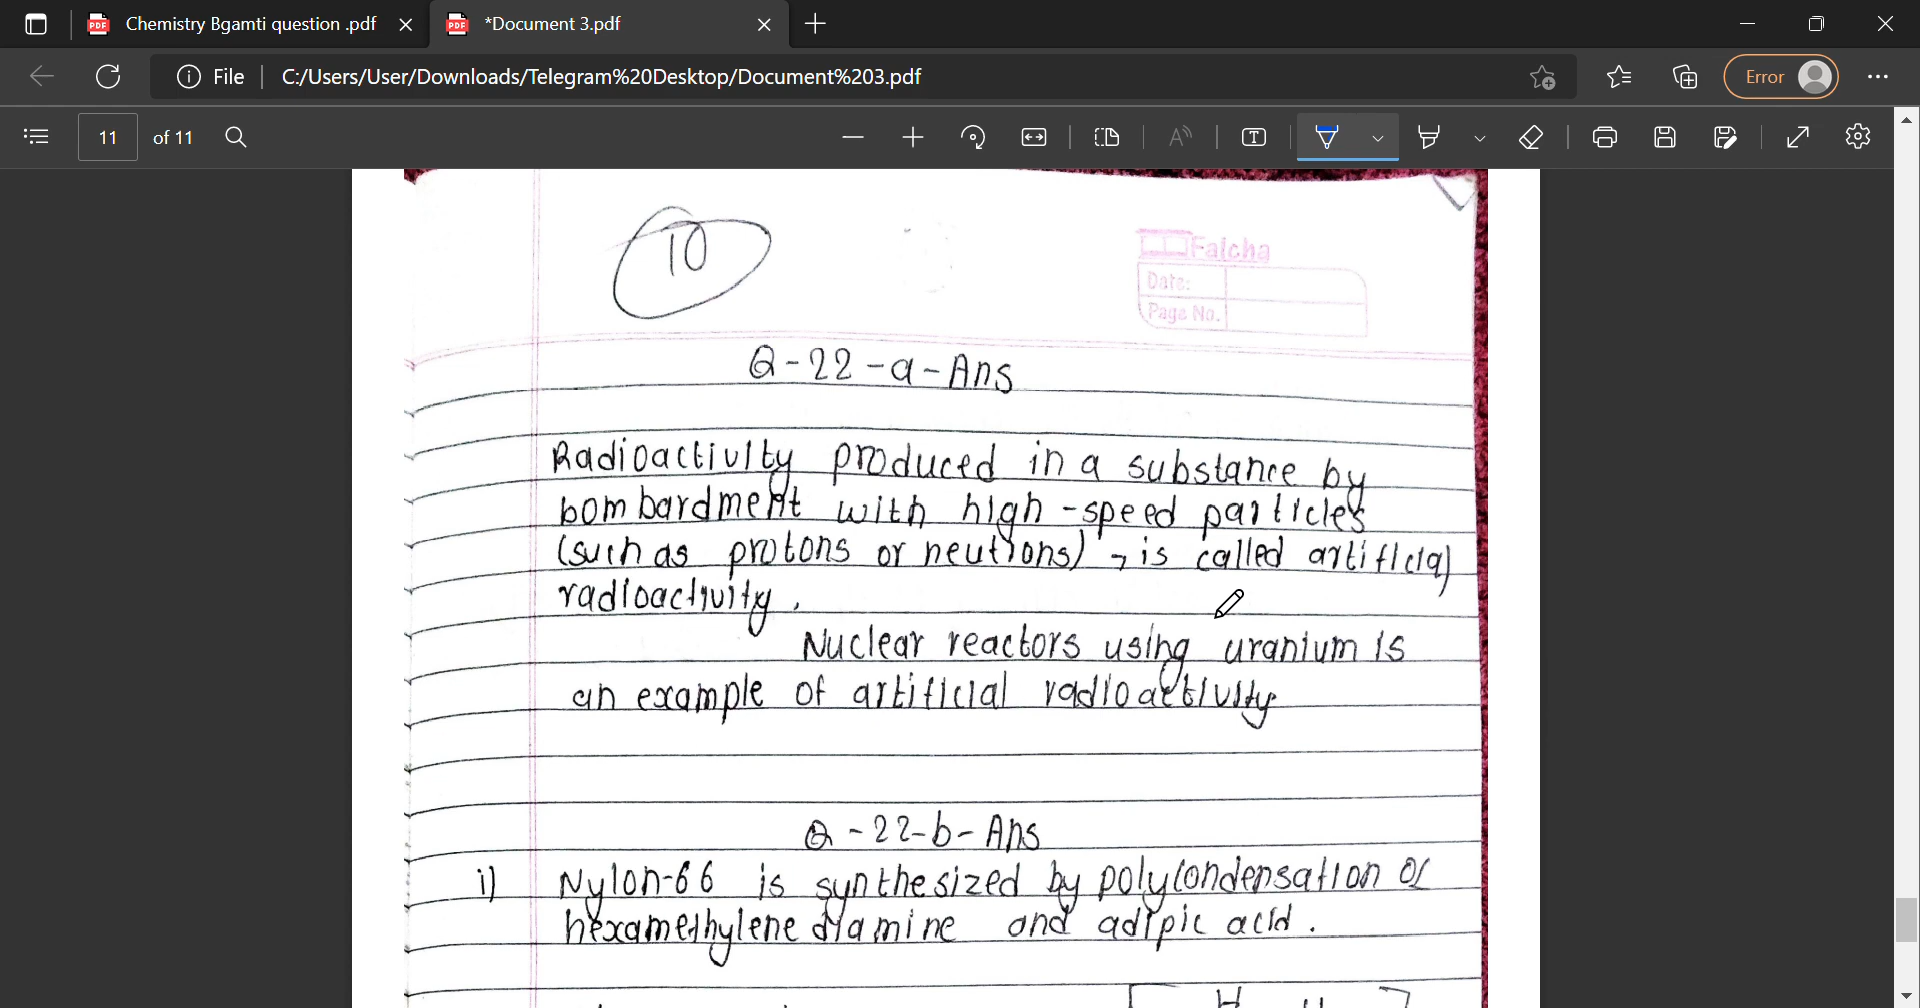 Chemistry Bgamti question .pdf
*Document 3.pdf
File
C:/Users/User/Downloads/Telegram%20Desktop/Document%203.pdf
Error
11 of 11
10
Falcha
Date:
Page No.
Q-22-a-Ans
Radioactivity produced in a substance by
bombardment with high-speed particles
(such as protons or neutrons), is called artificial
radioactivity.
Nuclear reactors using uranium is
an example of artificial radioactivity
Q-22-b-Ans
i) Nylon-66 is synthesized by polycondensation of
hexamethylene diamine and adipic acid.